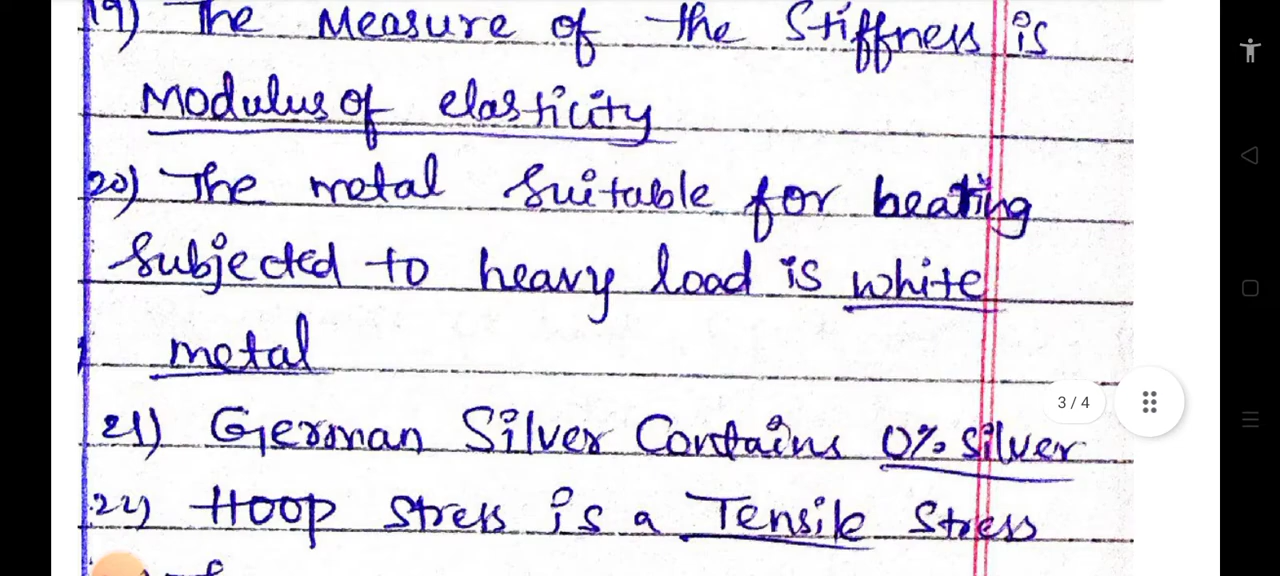 19) The Measure of the Stiffness is
Modulus of elasticity
20) The metal suitable for beating
subjected to heavy load is white
metal
21) German Silver Contains 0% silver
3 / 4
22) Hoop stress is a Tensile stress